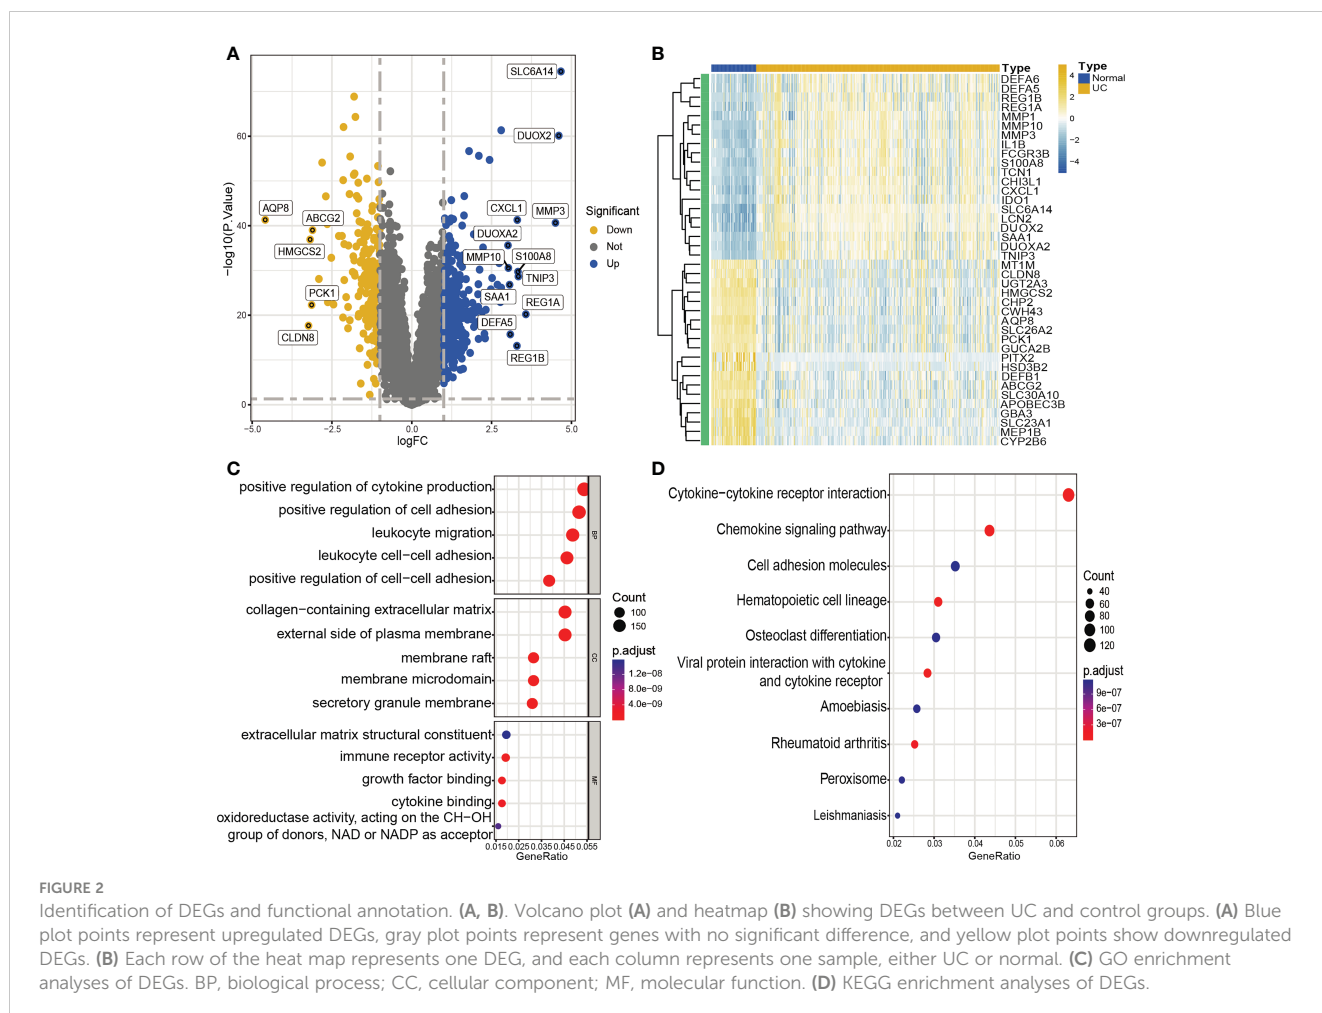 A
SLC6A14
DUOX2
60
AQP8
ABCG2
CXCL1
MMP3
Significant
Down
Not
Up
40
HMGCS2
DUOXA2
MMP10
S100A8
TNIP3
PCK1
SAA1
REG1A
20
CLDN8
DEFA5
REG1B
0
−log10(P.Value)
−5.0 −2.5 0.0 2.5 5.0
logFC
B
Type
DEFA6
DEFA5
REG1B
REG1A
MMP1
MMP10
MMP3
IL1B
FCGR3B
S100A8
TCN1
CHI3L1
CXCL1
IDO1
SLC6A14
LCN2
DUOX2
SAA1
DUOXA2
TNIP3
MT1M
CLDN8
UGT2A3
HMGCS2
CHP2
CWH43
AQP8
SLC26A2
PCK1
GUCA2B
PITX2
HSD3B2
DEFB1
ABCG2
SLC30A10
APOBEC3B
GBA3
SLC23A1
MEP1B
CYP2B6
4
2
0
−2
−4
Type
Normal
UC
C
positive regulation of cytokine production
positive regulation of cell adhesion
leukocyte migration
leukocyte cell−cell adhesion
positive regulation of cell−cell adhesion
BP
collagen−containing extracellular matrix
external side of plasma membrane
membrane raft
membrane microdomain
secretory granule membrane
CC
extracellular matrix structural constituent
immune receptor activity
growth factor binding
cytokine binding
oxidoreductase activity, acting on the CH−OH
group of donors, NAD or NADP as acceptor
MF
0.015 0.025 0.035 0.045 0.055
GeneRatio
Count
100
150
p.adjust
1.2e−08
8.0e−09
4.0e−09
D
Cytokine−cytokine receptor interaction
Chemokine signaling pathway
Cell adhesion molecules
Hematopoietic cell lineage
Osteoclast differentiation
Viral protein interaction with cytokine
and cytokine receptor
Amoebiasis
Rheumatoid arthritis
Peroxisome
Leishmaniasis
0.02 0.03 0.04 0.05 0.06
GeneRatio
Count
40
60
80
100
120
p.adjust
9e−07
6e−07
3e−07
FIGURE 2
Identification of DEGs and functional annotation. (A, B). Volcano plot (A) and heatmap (B) showing DEGs between UC and control groups. (A) Blue
plot points represent upregulated DEGs, gray plot points represent genes with no significant difference, and yellow plot points show downregulated
DEGs. (B) Each row of the heat map represents one DEG, and each column represents one sample, either UC or normal. (C) GO enrichment
analyses of DEGs. BP, biological process; CC, cellular component; MF, molecular function. (D) KEGG enrichment analyses of DEGs.